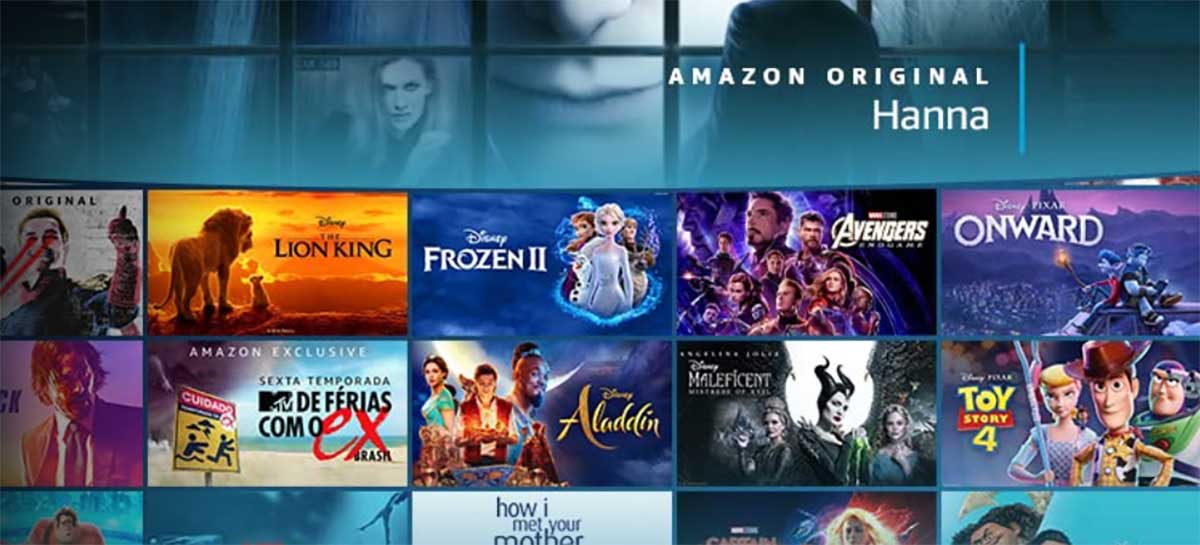 AMAZON ORIGINAL
Hanna
ORIGINAL
Disney
THE
LION KING
Disney
FROZEN II
MARVEL STUDIOS
AVENGERS
ENDGAME
Disney · PIXAR
ONWARD
CK
AMAZON EXCLUSIVE
SEXTA TEMPORADA
MTV DE FÉRIAS
COM O eX
BRASIL
CUIDADO
Disney
Aladdin
ANGELINA JOLIE
Disney
MALEFICENT
MISTRESS OF EVIL
Disney · PIXAR
TOY
STORY
4
how i
met your
mother
MARVEL STUDIOS
CAPTAIN